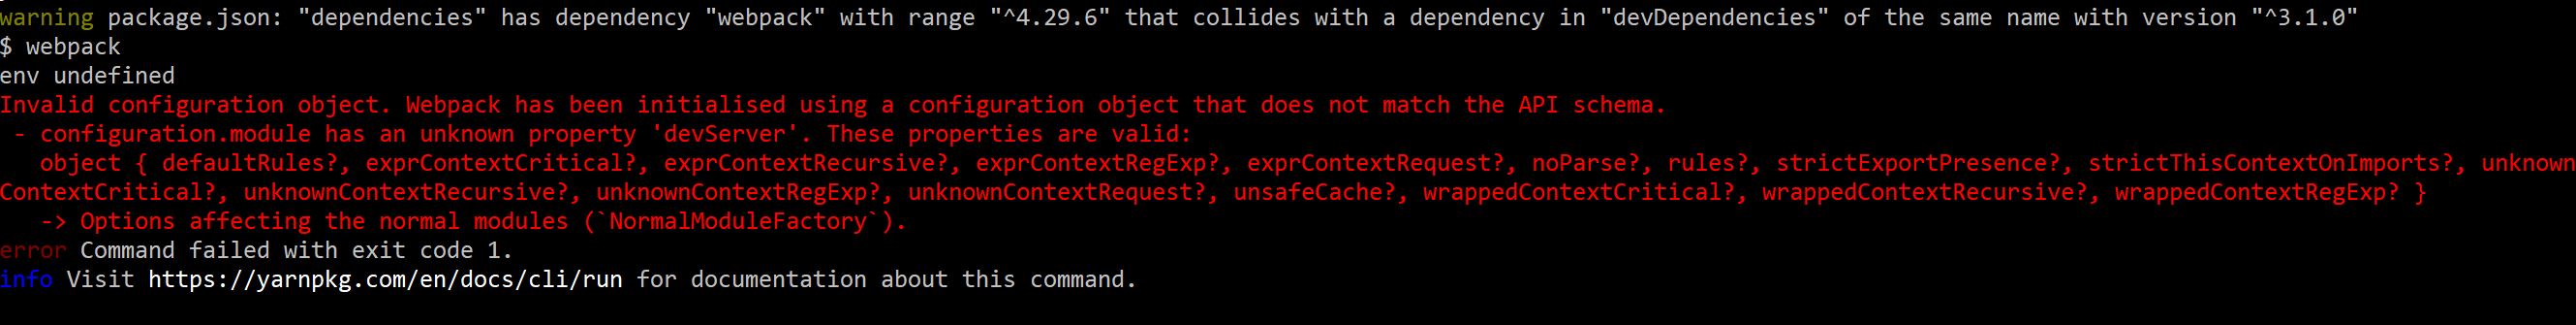 warning package.json: "dependencies" has dependency "webpack" with range "^4.29.6" that collides with a dependency in "devDependencies" of the same name with version "^3.1.0"
$ webpack
env undefined
Invalid configuration object. Webpack has been initialised using a configuration object that does not match the API schema.
 - configuration.module has an unknown property 'devServer'. These properties are valid:
   object { defaultRules?, exprContextCritical?, exprContextRecursive?, exprContextRegExp?, exprContextRequest?, noParse?, rules?, strictExportPresence?, strictThisContextOnImports?, unknown
ContextCritical?, unknownContextRecursive?, unknownContextRegExp?, unknownContextRequest?, unsafeCache?, wrappedContextCritical?, wrappedContextRecursive?, wrappedContextRegExp? }
   -> Options affecting the normal modules (`NormalModuleFactory`).
error Command failed with exit code 1.
info Visit https://yarnpkg.com/en/docs/cli/run for documentation about this command.